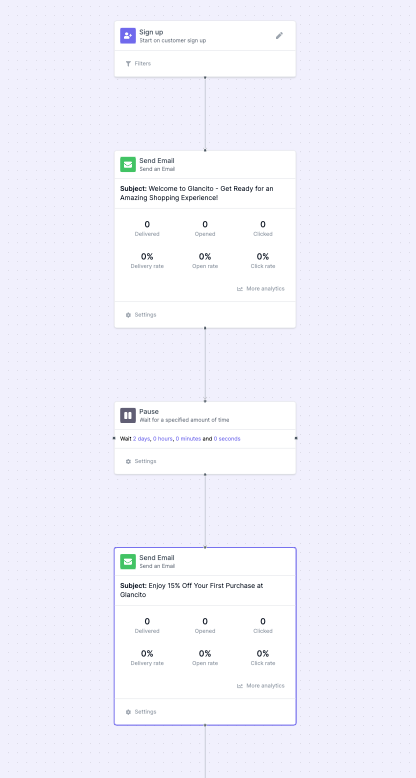 Sign up
Start on customer sign up
Filters
Send Email
Send an Email
Subject: Welcome to Glancito - Get Ready for an
Amazing Shopping Experience!
0 0 0
Delivered Opened Clicked
0% 0% 0%
Delivery rate Open rate Click rate
More analytics
Settings
Pause
Wait for a specified amount of time
Wait 2 days, 0 hours, 0 minutes and 0 seconds
Settings
Send Email
Send an Email
Subject: Enjoy 15% Off Your First Purchase at
Glancito
0 0 0
Delivered Opened Clicked
0% 0% 0%
Delivery rate Open rate Click rate
More analytics
Settings